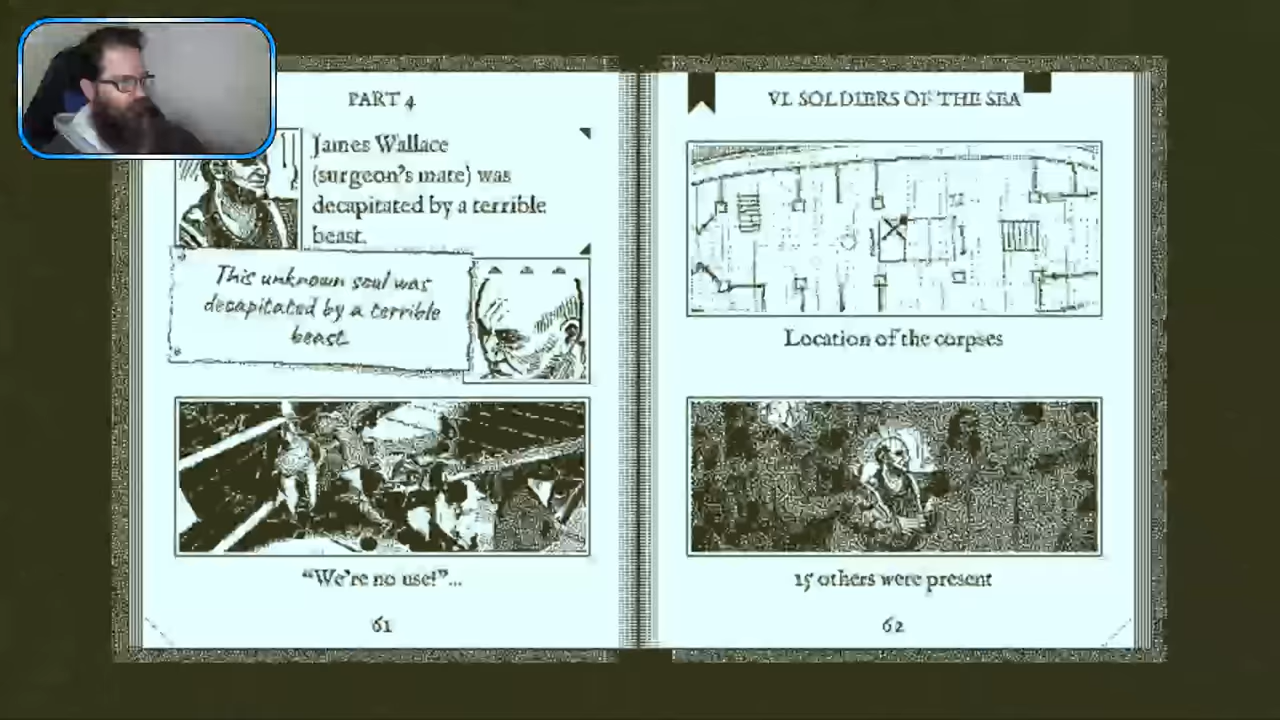 PART 4
James Wallace
(surgeon's mate) was
decapitated by a terrible
beast.
This unknown soul was
decapitated by a terrible
beast.
"We're no use!"...
61
VI. SOLDIERS OF THE SEA
Location of the corpses
15 others were present
62